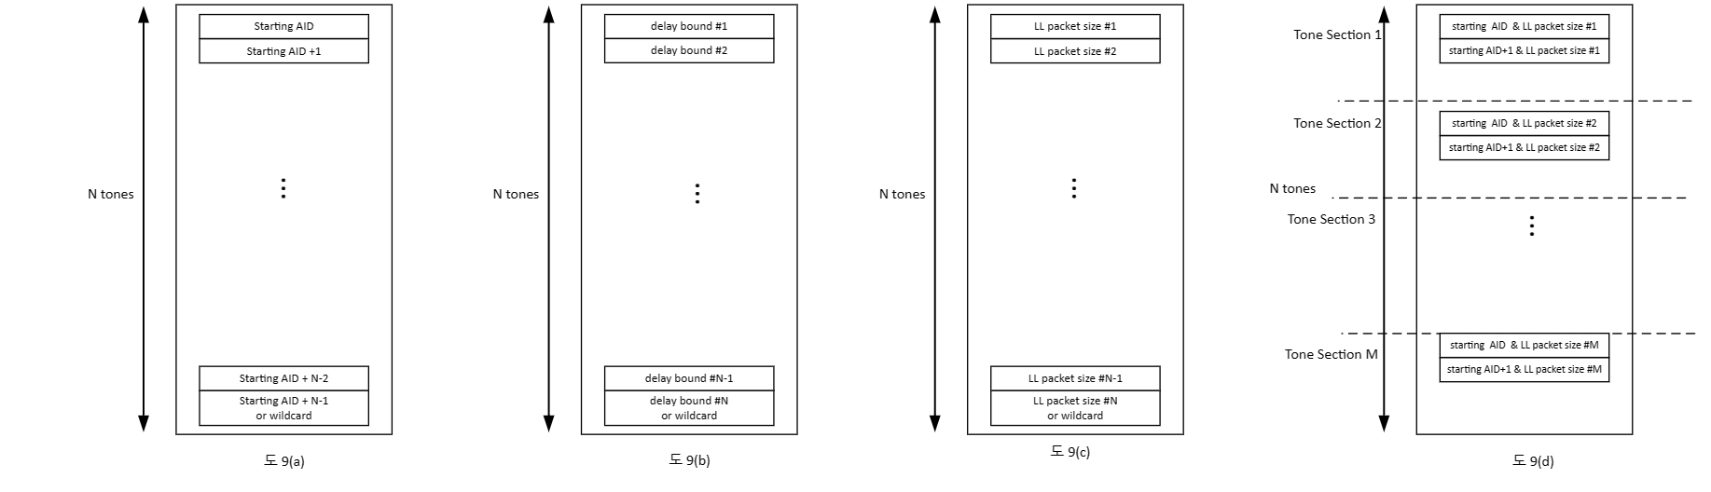 Starting AID
Starting AID +1
N tones
Starting AID + N-2
Starting AID + N-1
or wildcard
도 9(a)
delay bound #1
delay bound #2
N tones
delay bound #N-1
delay bound #N
or wildcard
도 9(b)
LL packet size #1
LL packet size #2
N tones
LL packet size #N-1
LL packet size #N
or wildcard
도 9(c)
Tone Section 1
starting AID & LL packet size #1
starting AID+1 & LL packet size #1
Tone Section 2
starting AID & LL packet size #2
starting AID+1 & LL packet size #2
N tones
Tone Section 3
Tone Section M
starting AID & LL packet size #M
starting AID+1 & LL packet size #M
도 9(d)